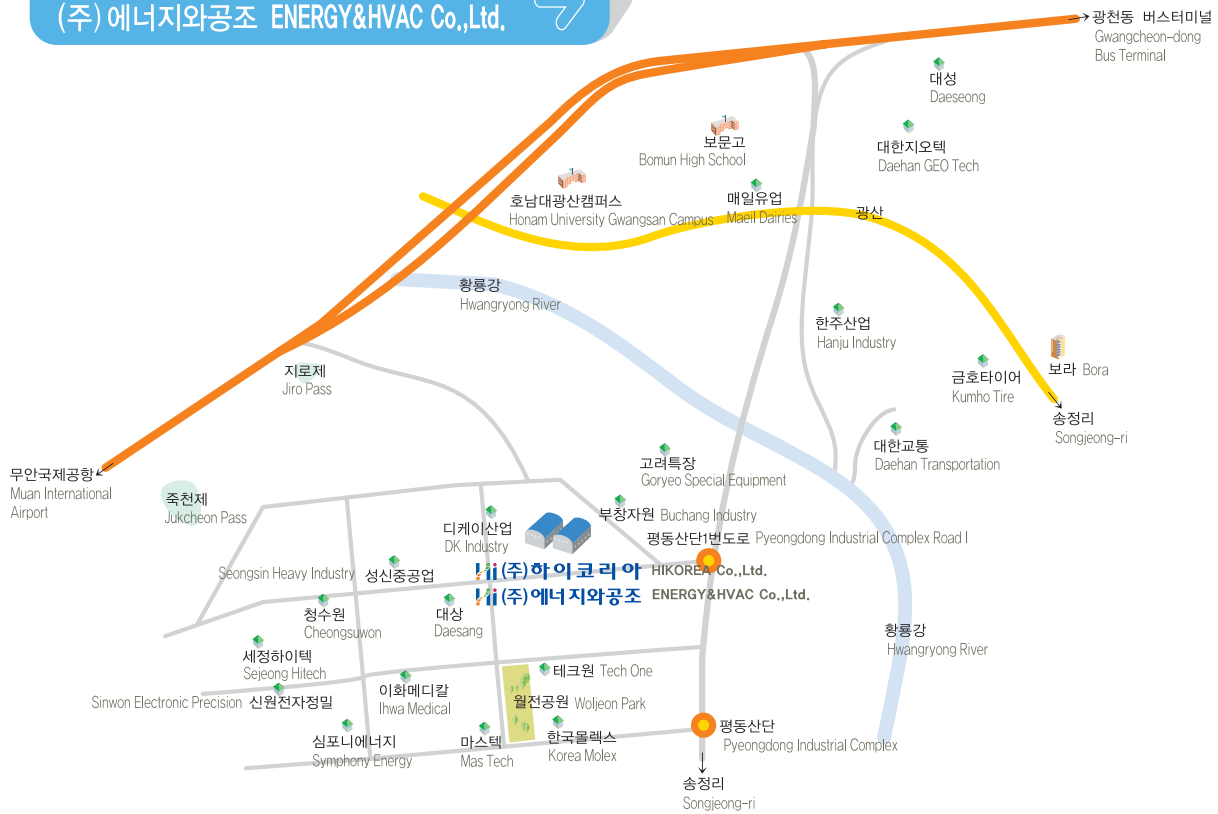 (주) 에너지와공조 ENERGY&HVAC Co.,Ltd.
광천동 버스터미널
Gwangcheon-dong
Bus Terminal
대성
Daeseong
보문고
Bomun High School
대한지오텍
Daehan GEO Tech
호남대광산캠퍼스
Honam University Gwangsan Campus
매일유업
Maeil Dairies
광산
황룡강
Hwangryong River
한주산업
Hanju Industry
지로제
Jiro Pass
금호타이어
Kumho Tire
보라 Bora
송정리
Songjeong-ri
대한교통
Daehan Transportation
무안국제공항
Muan International
Airport
죽천제
Jukcheon Pass
고려특장
Goryeo Special Equipment
부창자원 Buchang Industry
디케이산업
DK Industry
평동산단1번도로 Pyeongdong Industrial Complex Road I
Seongsin Heavy Industry 성신중공업
Hi (주)하이코리아 HIKOREA Co.,Ltd.
Hi (주)에너지와공조 ENERGY&HVAC Co.,Ltd.
청수원
Cheongsuwon
대상
Daesang
황룡강
Hwangryong River
세정하이텍
Sejeong Hitech
테크원 Tech One
Sinwon Electronic Precision 신원전자정밀
이화메디칼
Ihwa Medical
월전공원 Woljeon Park
심포니에너지
Symphony Energy
마스텍
Mas Tech
한국몰렉스
Korea Molex
평동산단
Pyeongdong Industrial Complex
송정리
Songjeong-ri